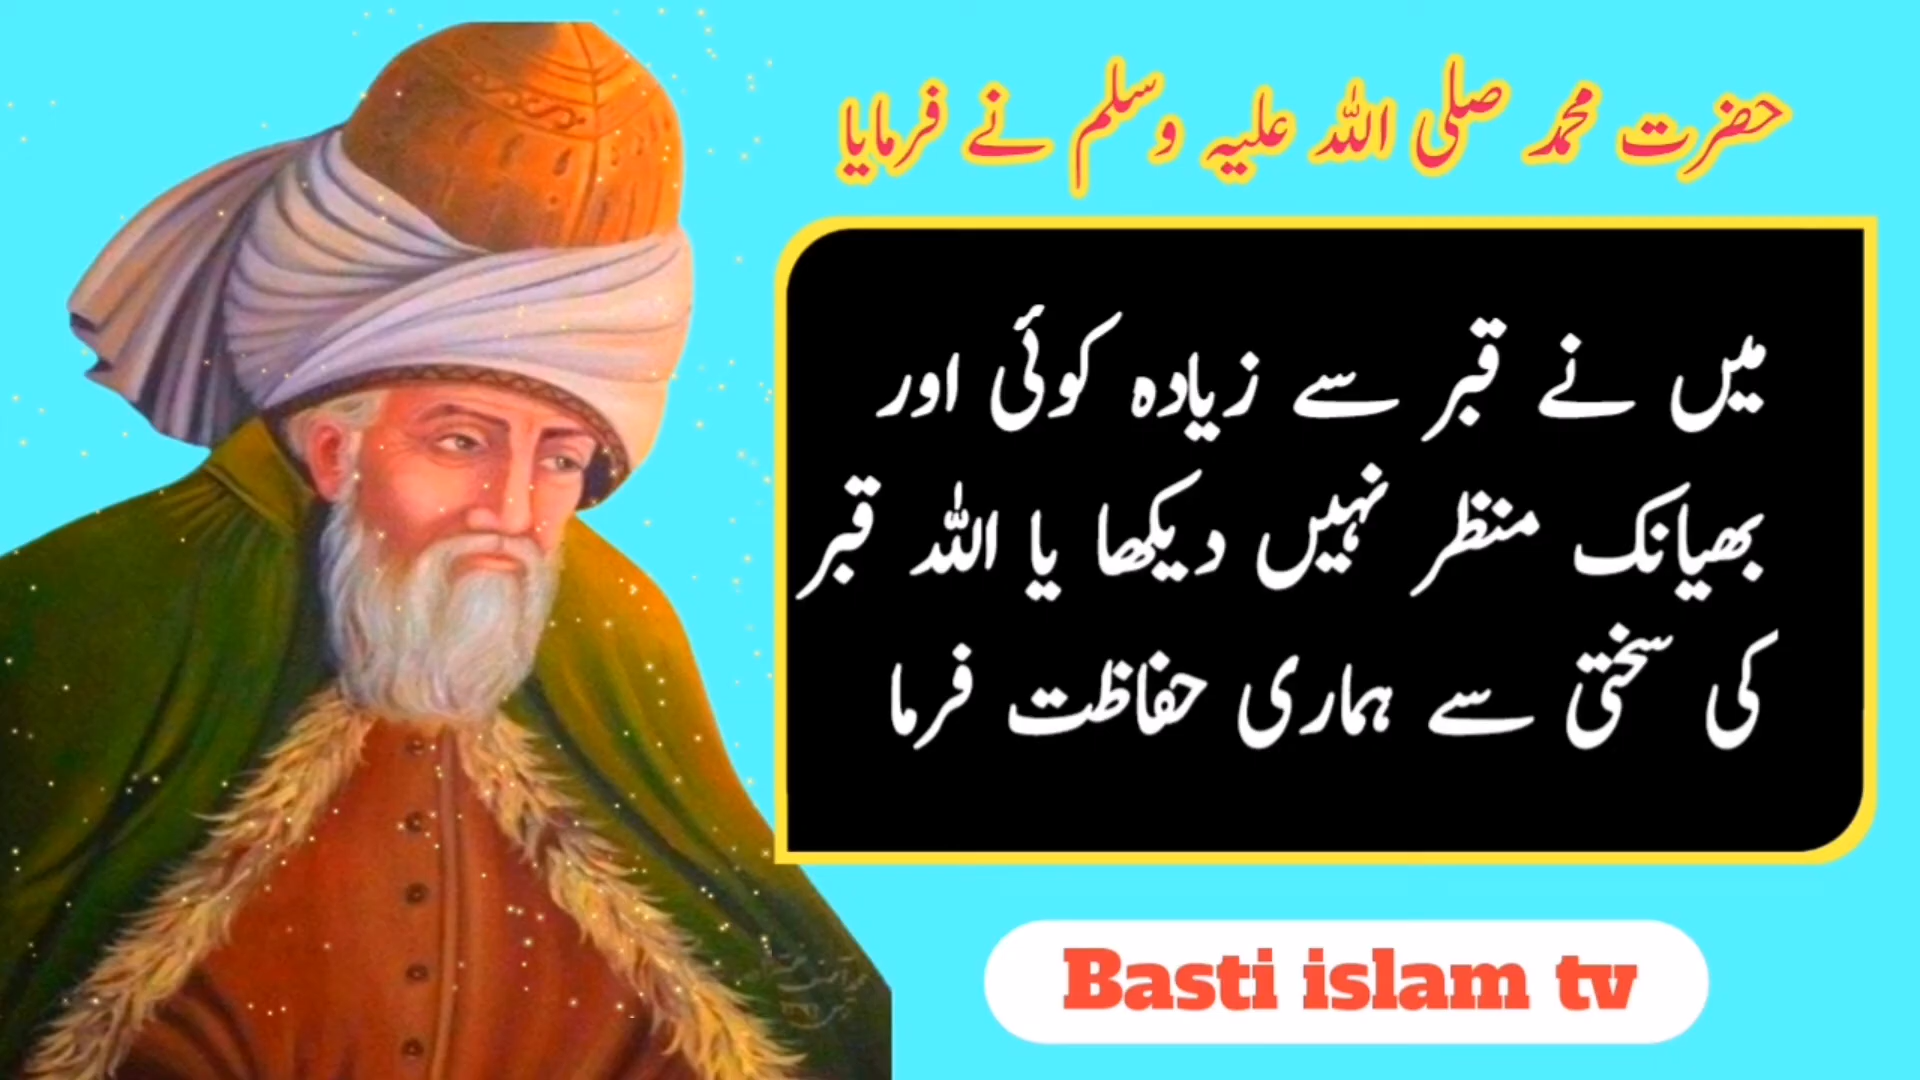 حضرت محمد صلی اللہ علیہ وسلم نے فرمایا
میں نے قبر سے زیادہ کوئی اور
بھیانک منظر نہیں دیکھا یا اللہ قبر
کی سختی سے ہماری حفاظت فرما
Basti islam tv